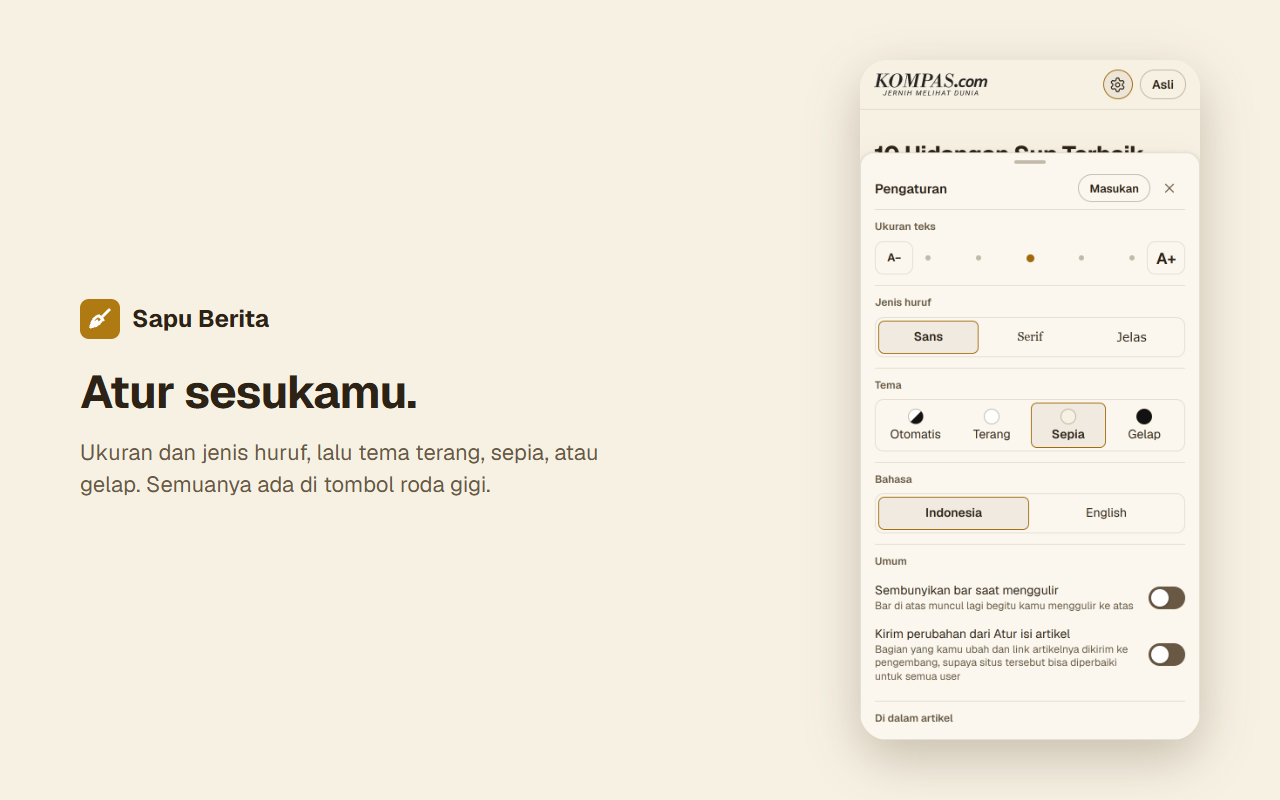 Sapu Berita
Atur sesukamu.
Ukuran dan jenis huruf, lalu tema terang, sepia, atau
gelap. Semuanya ada di tombol roda gigi.
KOMPAS.com
JERNIH MELIHAT DUNIA
Asli
10 Hidangan Sup Terbaik
Pengaturan
Masukan
Ukuran teks
A−
A+
Jenis huruf
Sans
Serif
Jelas
Tema
Otomatis
Terang
Sepia
Gelap
Bahasa
Indonesia
English
Umum
Sembunyikan bar saat menggulir
Bar di atas muncul lagi begitu kamu menggulir ke atas
Kirim perubahan dari Atur isi artikel
Bagian yang kamu ubah dan link artikelnya dikirim ke
pengembang, supaya situs tersebut bisa diperbaiki
untuk semua user
Di dalam artikel